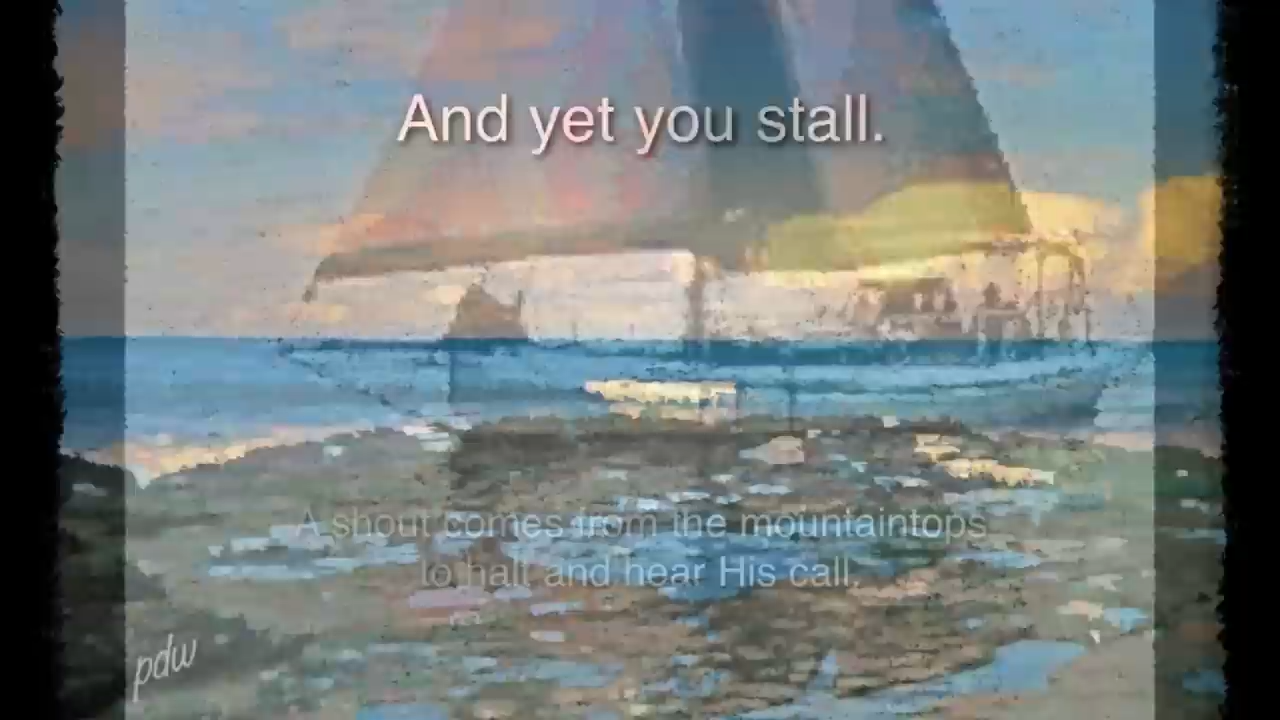 And yet you stall.
A shout comes from the mountaintops
to halt and hear His call.
pdw